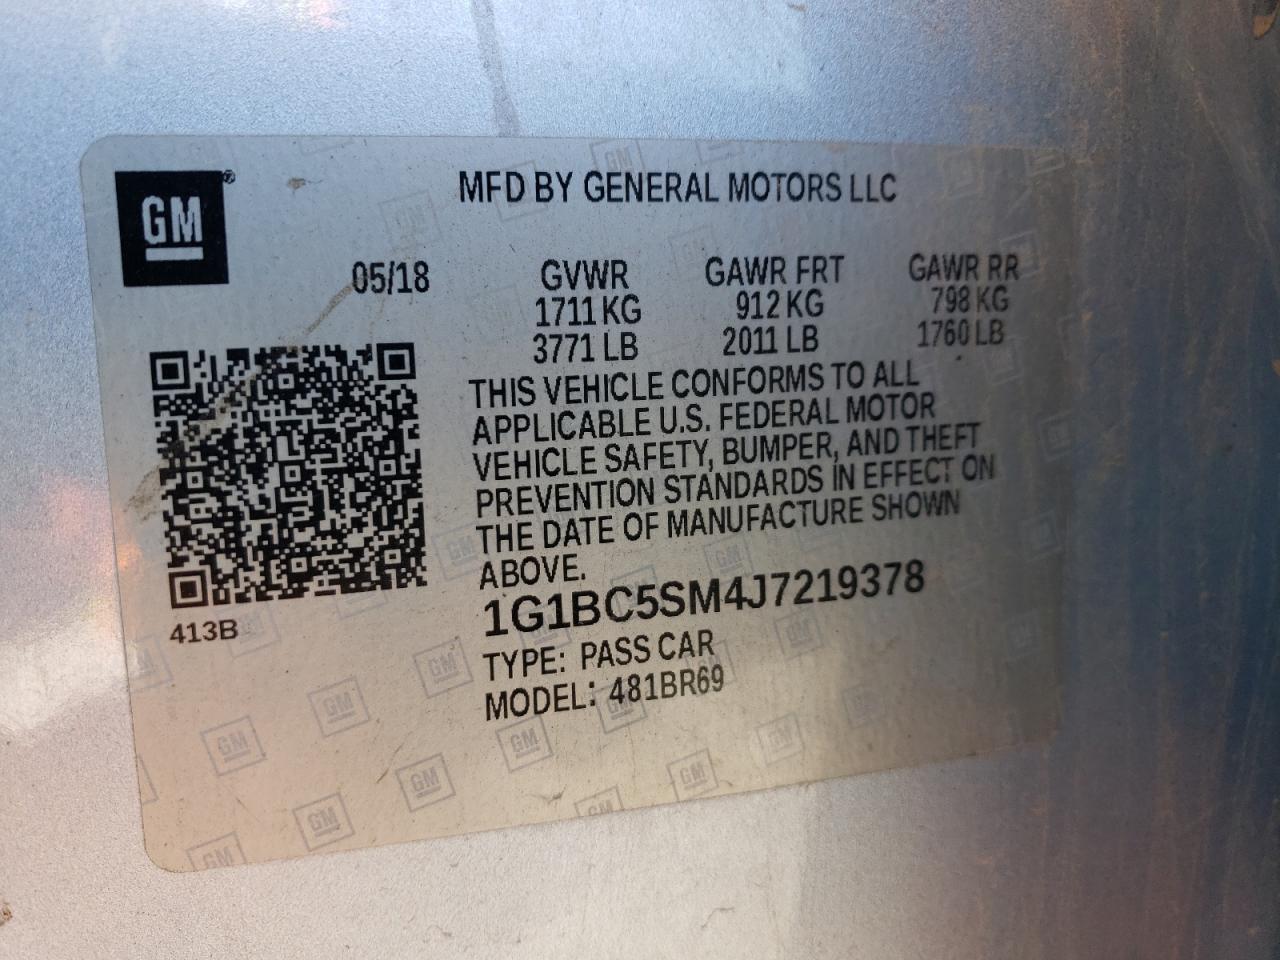 GM®
MFD BY GENERAL MOTORS LLC
05/18
GVWR GAWR FRT GAWR RR
1711 KG 912 KG 798 KG
3771 LB 2011 LB 1760 LB
THIS VEHICLE CONFORMS TO ALL
APPLICABLE U.S. FEDERAL MOTOR
VEHICLE SAFETY, BUMPER, AND THEFT
PREVENTION STANDARDS IN EFFECT ON
THE DATE OF MANUFACTURE SHOWN
ABOVE.
1G1BC5SM4J7219378
413B
TYPE: PASS CAR
MODEL: 481BR69